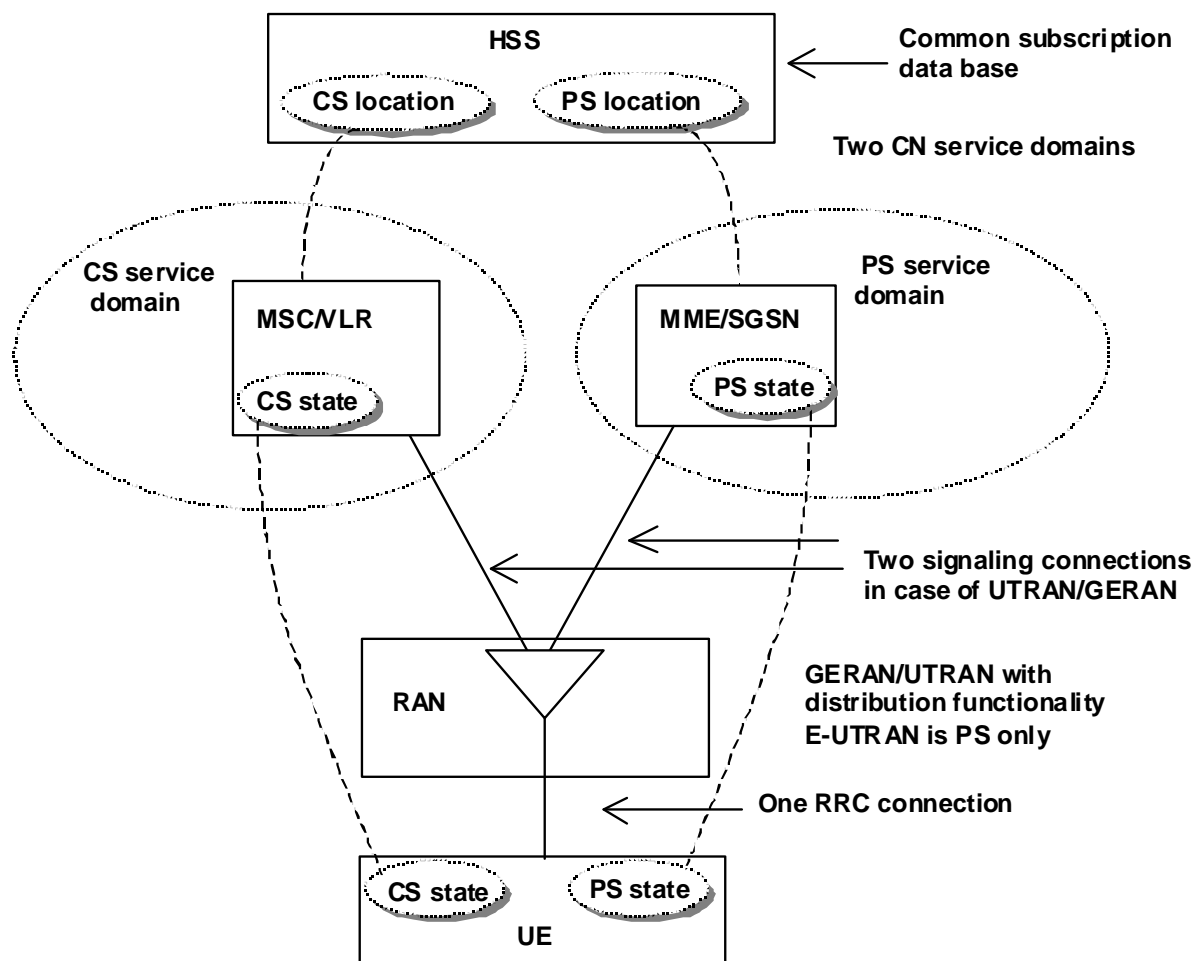 HSS
Common subscription
data base
CS location
PS location
Two CN service domains
CS service
domain
PS service
domain
MSC/VLR
MME/SGSN
CS state
PS state
Two signaling connections
in case of UTRAN/GERAN
RAN
GERAN/UTRAN with
distribution functionality
E-UTRAN is PS only
One RRC connection
CS state
PS state
UE